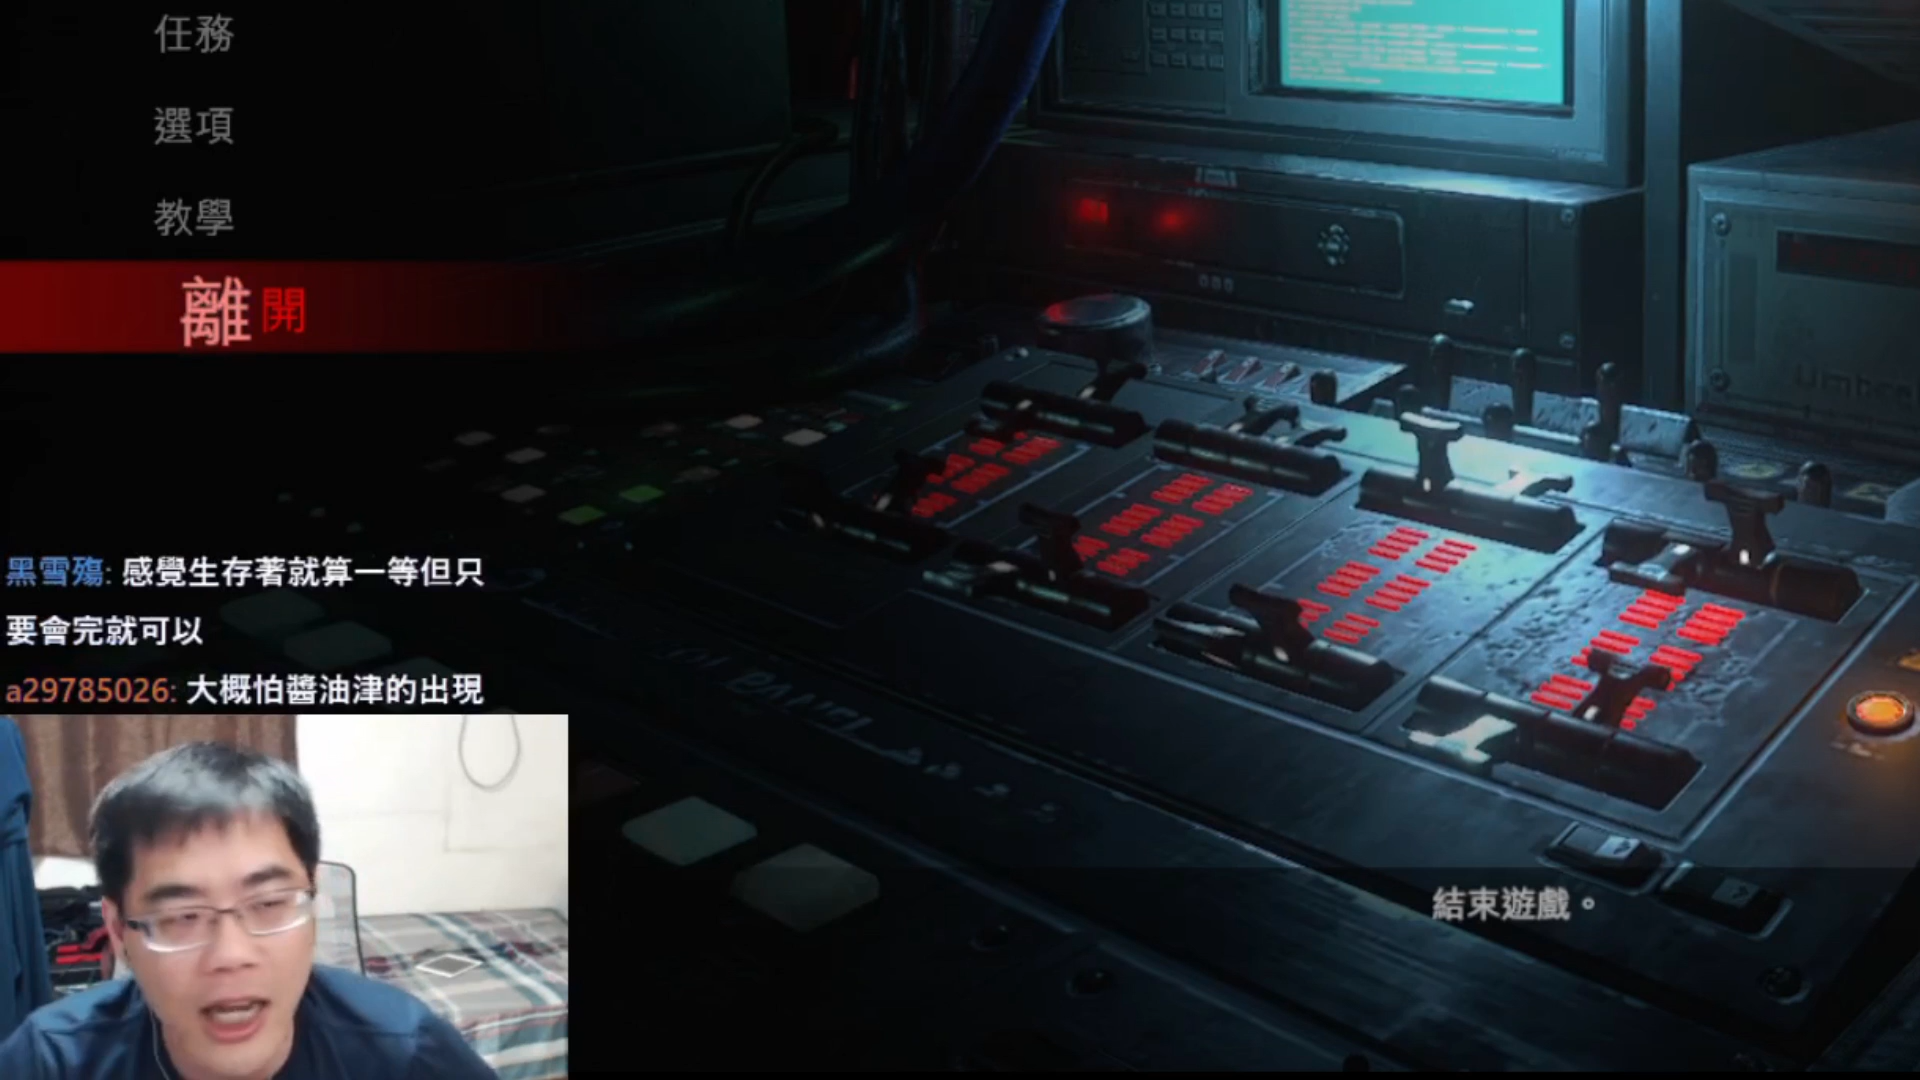 任務
選項
教學
離開
黑雪殤: 感覺生存著就算一等但只
要會完就可以
a29785026: 大概怕醬油津的出現
結束遊戲。